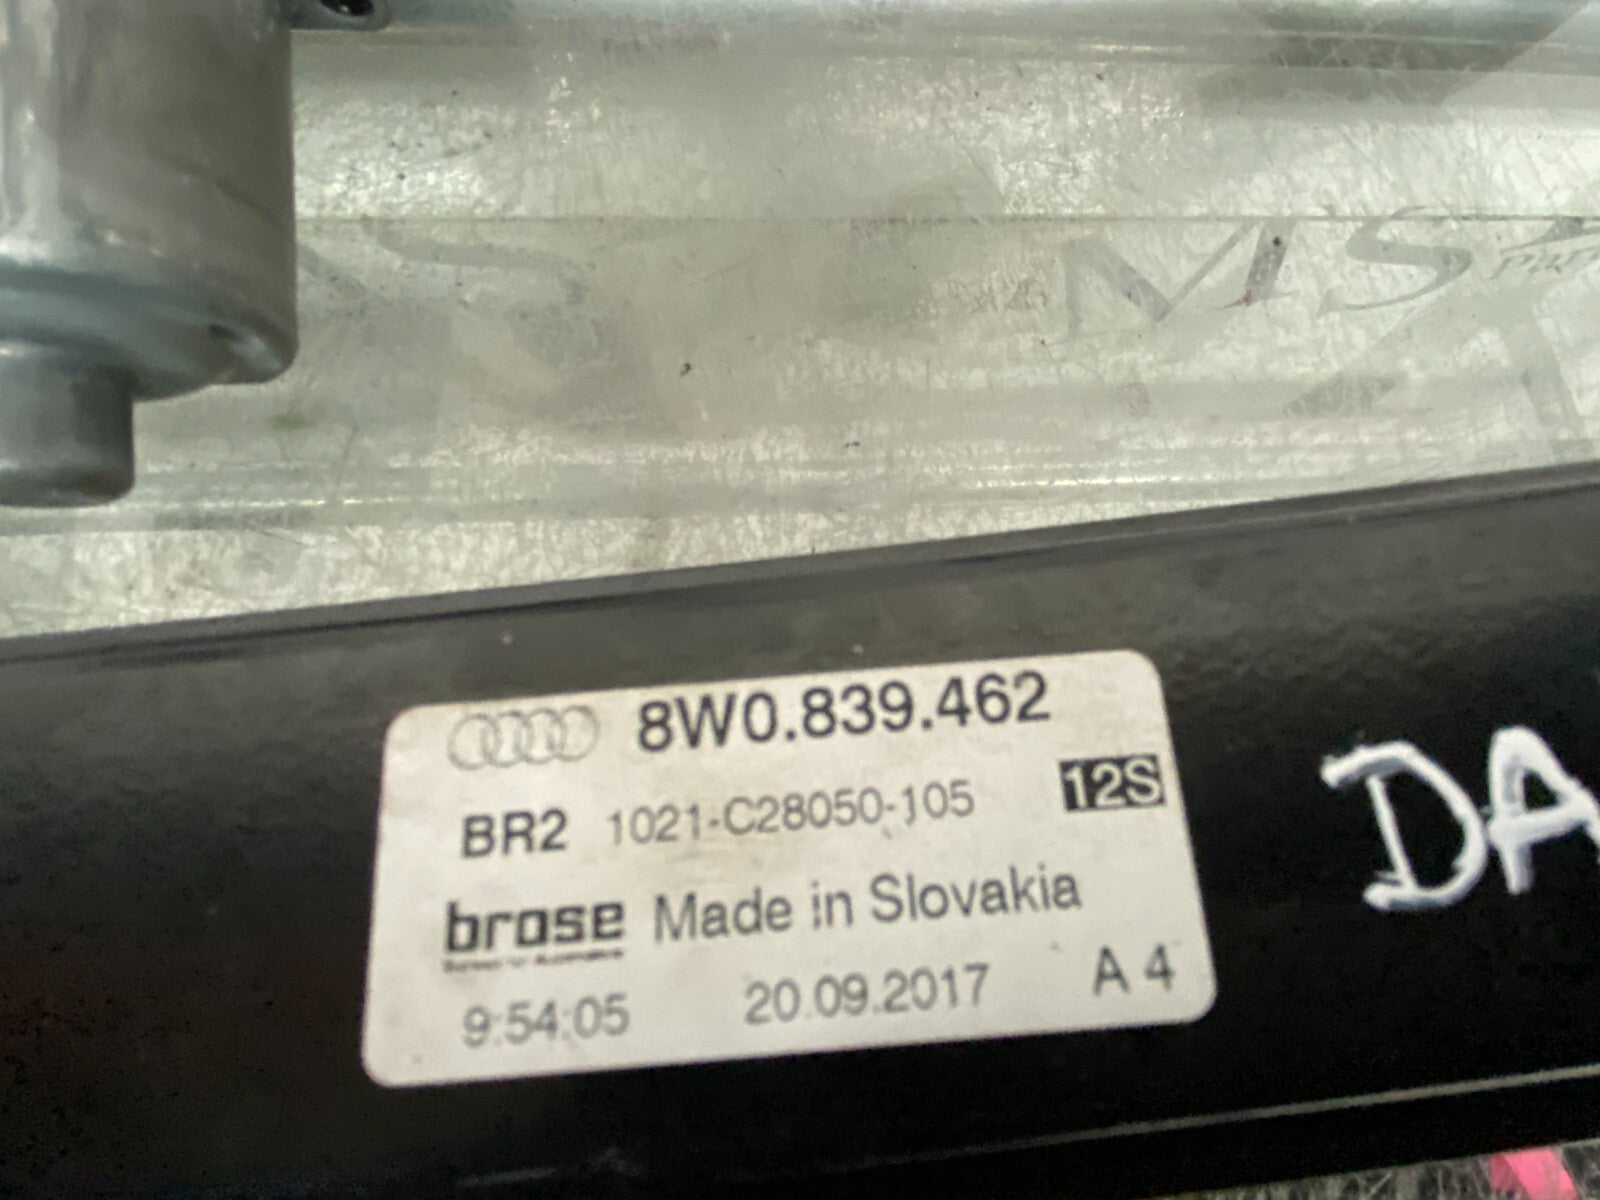 MSA
8W0.839.462
BR2 1021-C28050-105 12S
brose Made in Slovakia
9:54:05 20.09.2017 A 4
DA